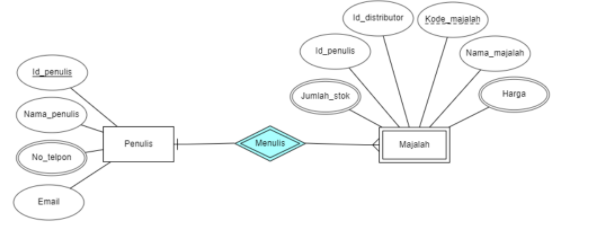 Id_distributor
Kode_majalah
Id_penulis
Nama_majalah
Id_penulis
Jumlah_stok
Harga
Nama_penulis
Penulis
Menulis
Majalah
No_telpon
Email